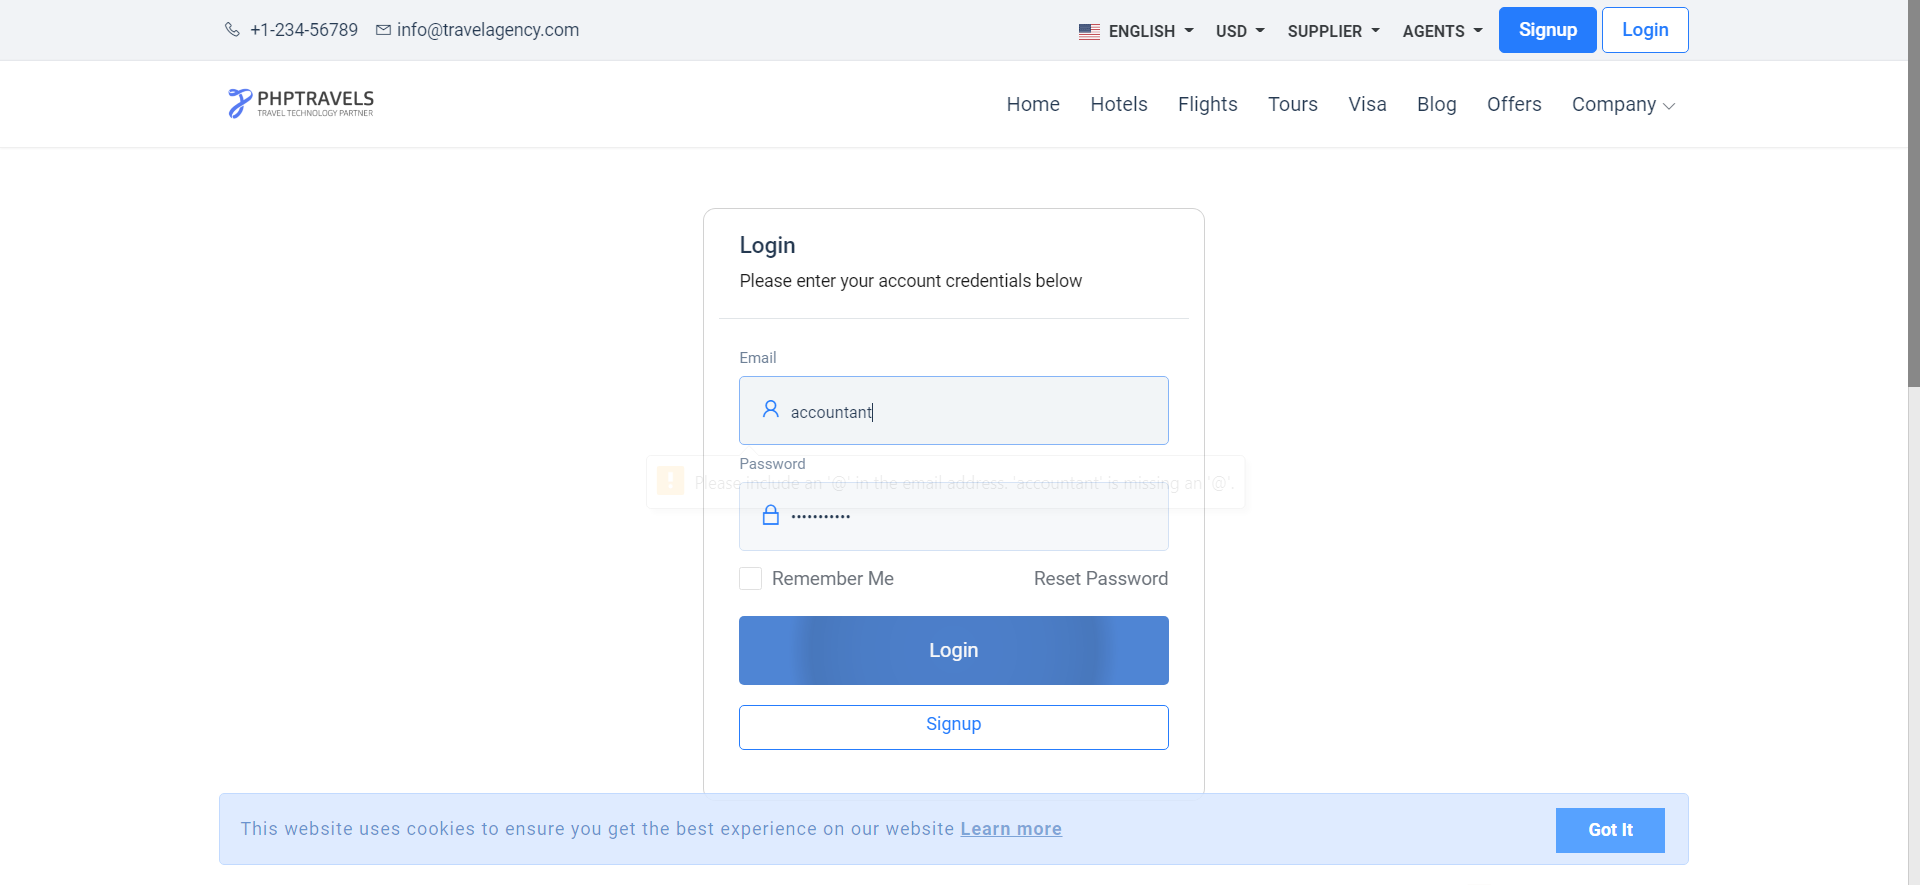 +1-234-56789 info@travelagency.com ENGLISH USD SUPPLIER AGENTS Signup Login
PHPTRAVELS
TRAVEL TECHNOLOGY PARTNER
Home Hotels Flights Tours Visa Blog Offers Company
Login
Please enter your account credentials below
Email
accountant
Password
Please include an '@' in the email address. 'accountant' is missing an '@'.
•••••••••••
Remember Me Reset Password
Login
Signup
This website uses cookies to ensure you get the best experience on our website Learn more Got It